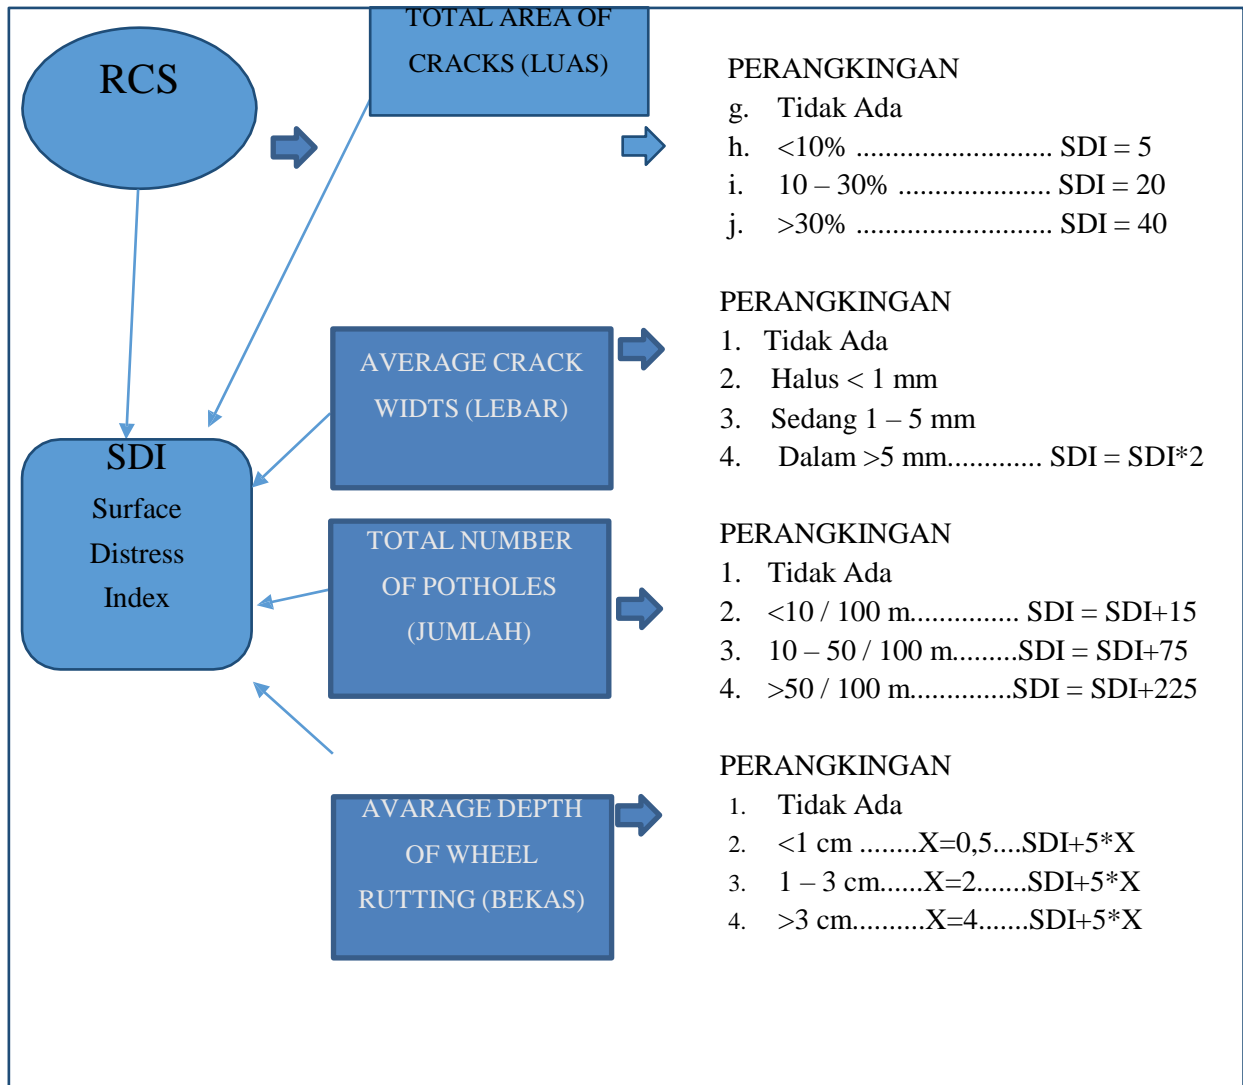 RCS
TOTAL AREA OF
CRACKS (LUAS)
PERANGKINGAN
g. Tidak Ada
h. <10% ........................... SDI = 5
i. 10 – 30% ..................... SDI = 20
j. >30% .......................... SDI = 40
AVERAGE CRACK
WIDTS (LEBAR)
PERANGKINGAN
1. Tidak Ada
2. Halus < 1 mm
3. Sedang 1 – 5 mm
4. Dalam >5 mm............. SDI = SDI*2
SDI
Surface
Distress
Index
TOTAL NUMBER
OF POTHOLES
(JUMLAH)
PERANGKINGAN
1. Tidak Ada
2. <10 / 100 m............... SDI = SDI+15
3. 10 – 50 / 100 m.........SDI = SDI+75
4. >50 / 100 m..............SDI = SDI+225
AVARAGE DEPTH
OF WHEEL
RUTTING (BEKAS)
PERANGKINGAN
1. Tidak Ada
2. <1 cm ........X=0,5....SDI+5*X
3. 1 – 3 cm......X=2.......SDI+5*X
4. >3 cm..........X=4.......SDI+5*X